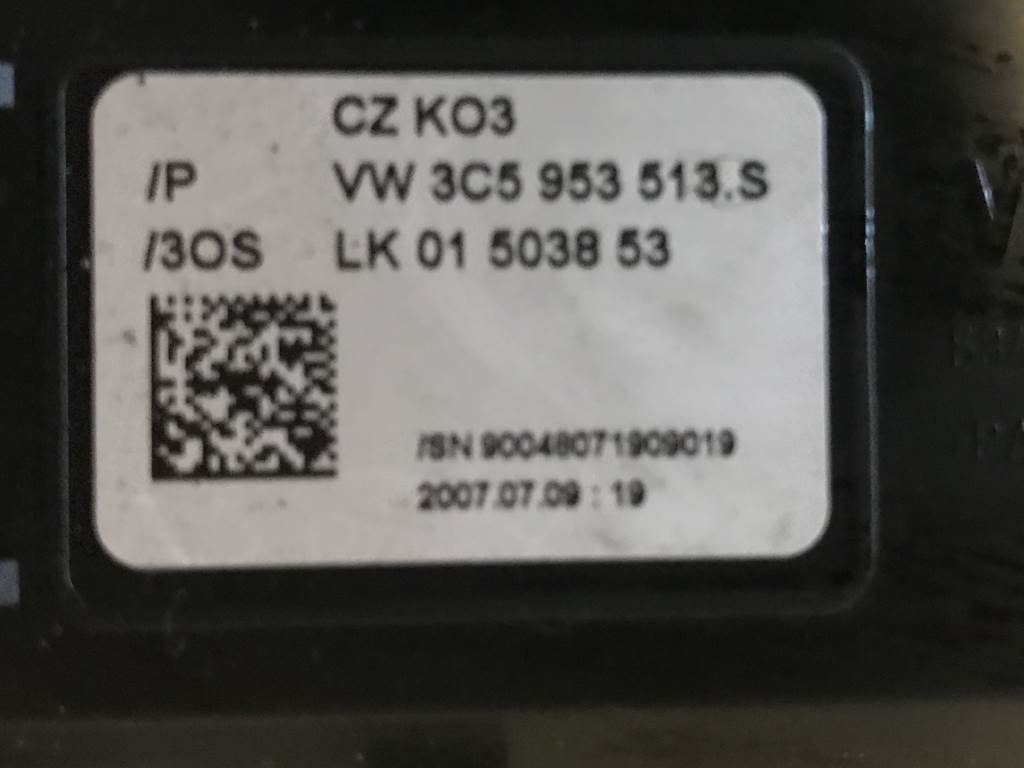 CZ KO3
/P VW 3C5 953 513.S
/3OS LK 01 5038 53
/SN 90048071909019
2007.07.09 : 19